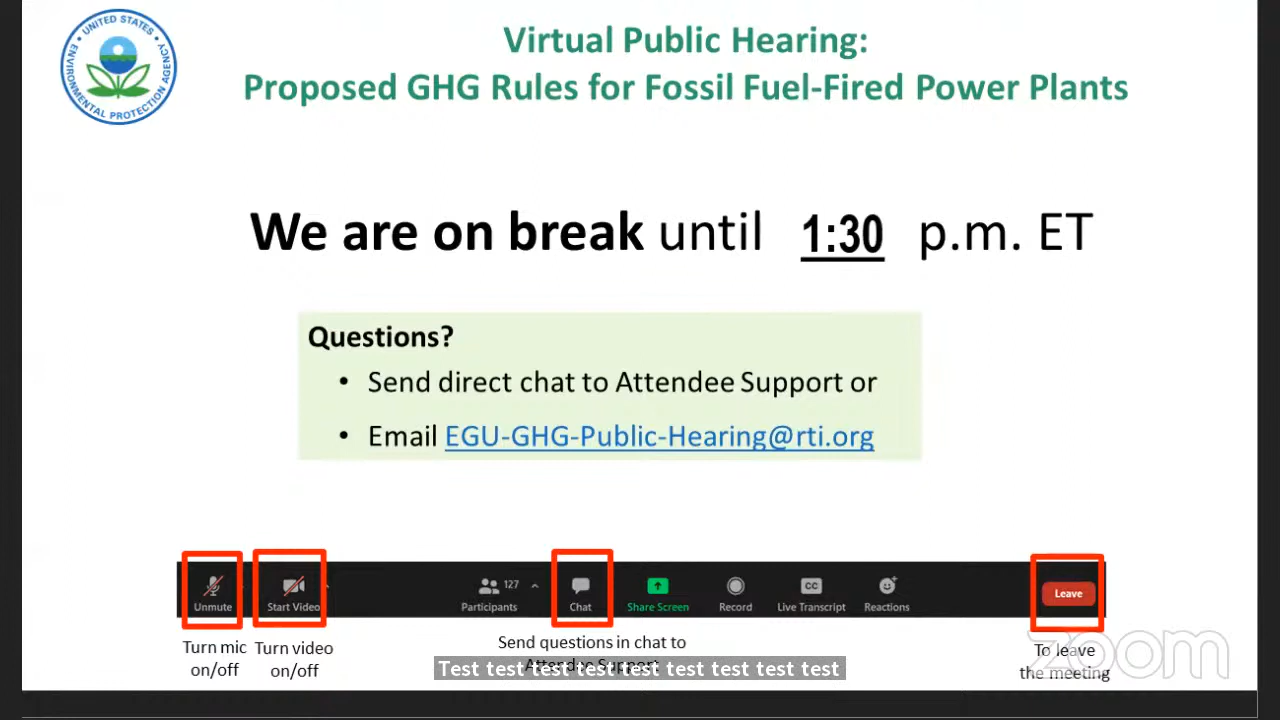 UNITED STATES
ENVIRONMENTAL PROTECTION AGENCY
Virtual Public Hearing:
Proposed GHG Rules for Fossil Fuel-Fired Power Plants
We are on break until 1:30 p.m. ET
Questions?
• Send direct chat to Attendee Support or
• Email EGU-GHG-Public-Hearing@rti.org
127
CC
Unmute Start Video Participants Chat Share Screen Record Live Transcript Reactions Leave
Turn mic
on/off
Turn video
on/off
Send questions in chat to
Attendee Support
Test test test test test test test test test
To leave
the meeting
zoom